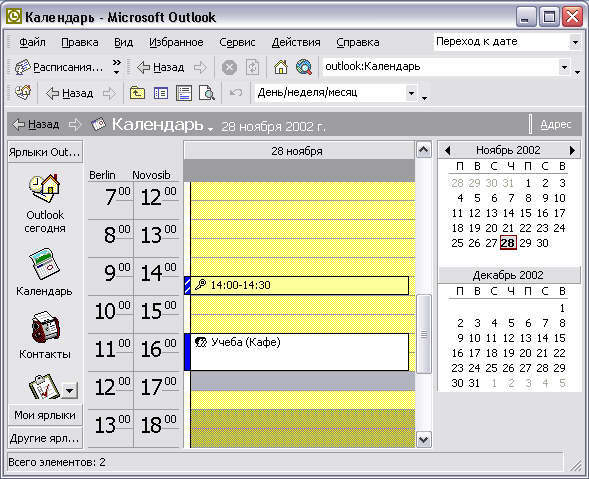 Календарь - Microsoft Outlook
Файл Правка Вид Избранное Сервис Действия Справка Переход к дате
Расписания... » Назад outlook:Календарь
Назад День/неделя/месяц
Назад Календарь 28 ноября 2002 г. Адрес
Ярлыки Out...
Outlook сегодня
Календарь
Контакты
Мои ярлыки
Другие ярл...
28 ноября
Berlin Novosib
7 00 12 00
8 00 13 00
9 00 14 00
14:00-14:30
10 00 15 00
11 00 16 00
Учеба (Кафе)
12 00 17 00
13 00 18 00
Ноябрь 2002
П В С Ч П С В
28 29 30 31 1 2 3
4 5 6 7 8 9 10
11 12 13 14 15 16 17
18 19 20 21 22 23 24
25 26 27 28 29 30
Декабрь 2002
П В С Ч П С В
1
2 3 4 5 6 7 8
9 10 11 12 13 14 15
16 17 18 19 20 21 22
23 24 25 26 27 28 29
30 31 1 2 3 4 5
Всего элементов: 2